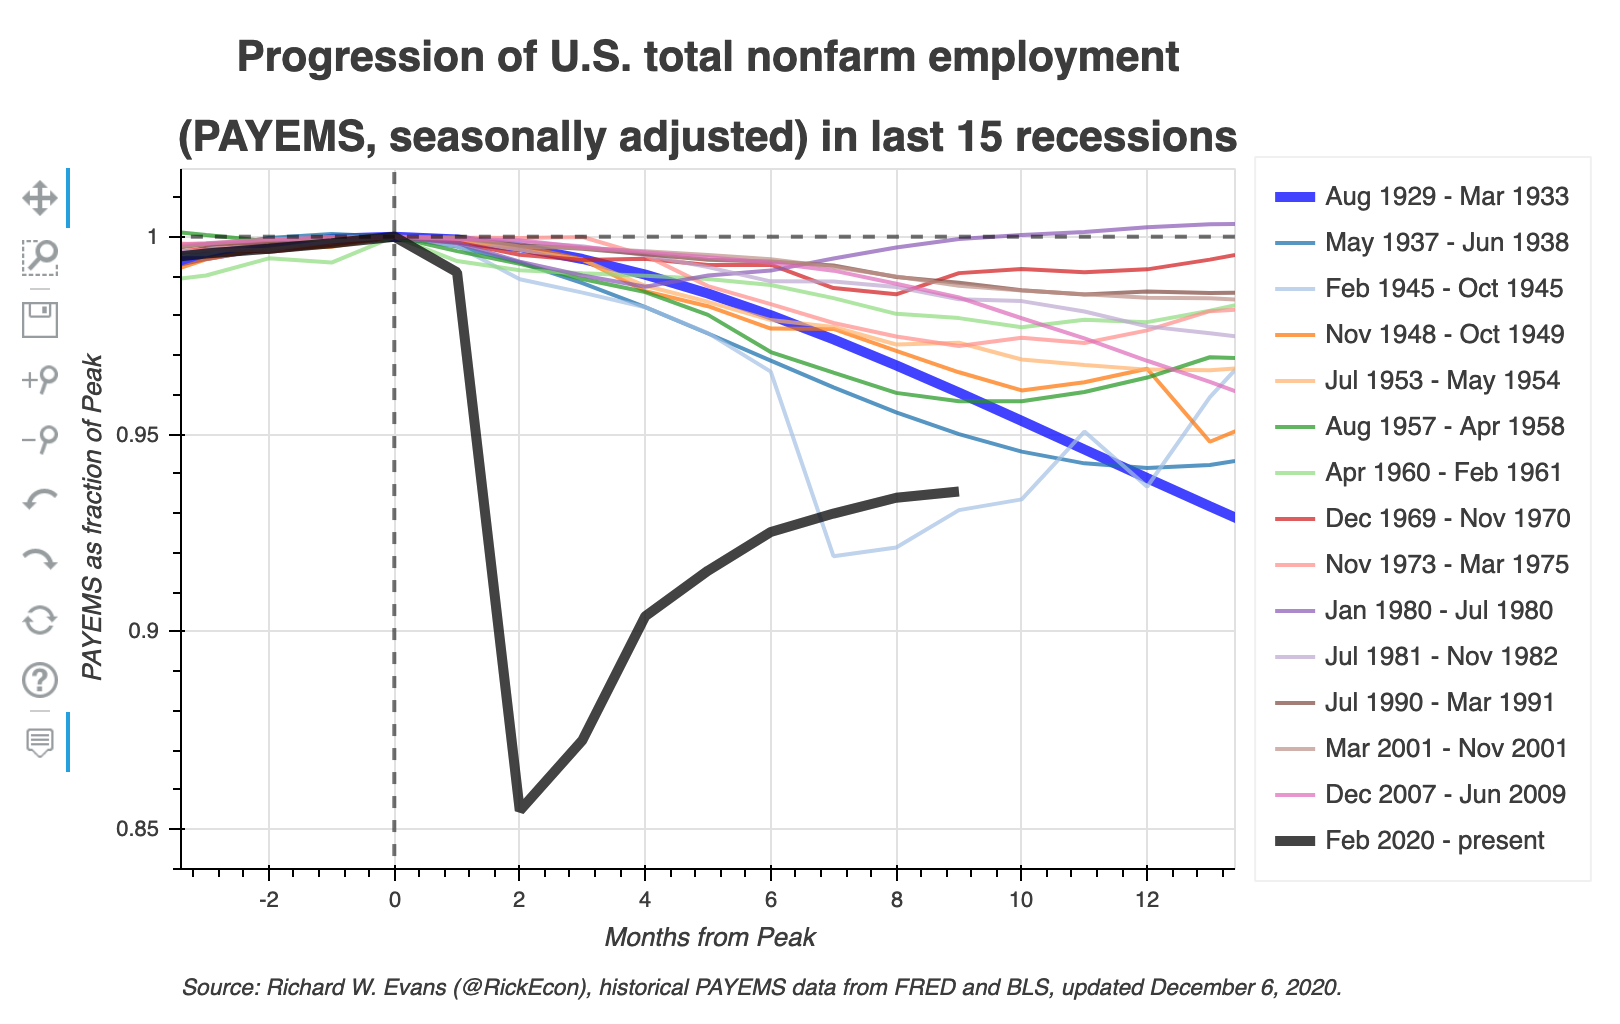 Progression of U.S. total nonfarm employment
(PAYEMS, seasonally adjusted) in last 15 recessions
PAYEMS as fraction of Peak
1
0.95
0.9
0.85
-2 0 2 4 6 8 10 12
Months from Peak
Aug 1929 - Mar 1933
May 1937 - Jun 1938
Feb 1945 - Oct 1945
Nov 1948 - Oct 1949
Jul 1953 - May 1954
Aug 1957 - Apr 1958
Apr 1960 - Feb 1961
Dec 1969 - Nov 1970
Nov 1973 - Mar 1975
Jan 1980 - Jul 1980
Jul 1981 - Nov 1982
Jul 1990 - Mar 1991
Mar 2001 - Nov 2001
Dec 2007 - Jun 2009
Feb 2020 - present
Source: Richard W. Evans (@RickEcon), historical PAYEMS data from FRED and BLS, updated December 6, 2020.